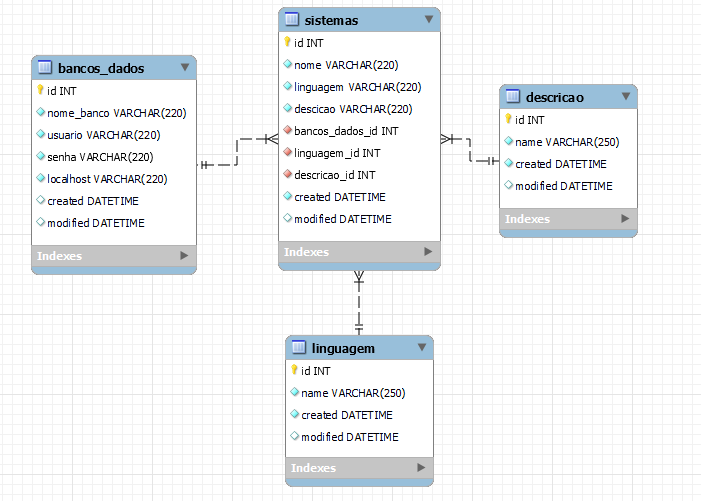 sistemas
id INT
nome VARCHAR(220)
linguagem VARCHAR(220)
descicao VARCHAR(220)
bancos_dados_id INT
linguagem_id INT
descricao_id INT
created DATETIME
modified DATETIME
Indexes
bancos_dados
id INT
nome_banco VARCHAR(220)
usuario VARCHAR(220)
senha VARCHAR(220)
localhost VARCHAR(220)
created DATETIME
modified DATETIME
Indexes
descricao
id INT
name VARCHAR(250)
created DATETIME
modified DATETIME
Indexes
linguagem
id INT
name VARCHAR(250)
created DATETIME
modified DATETIME
Indexes